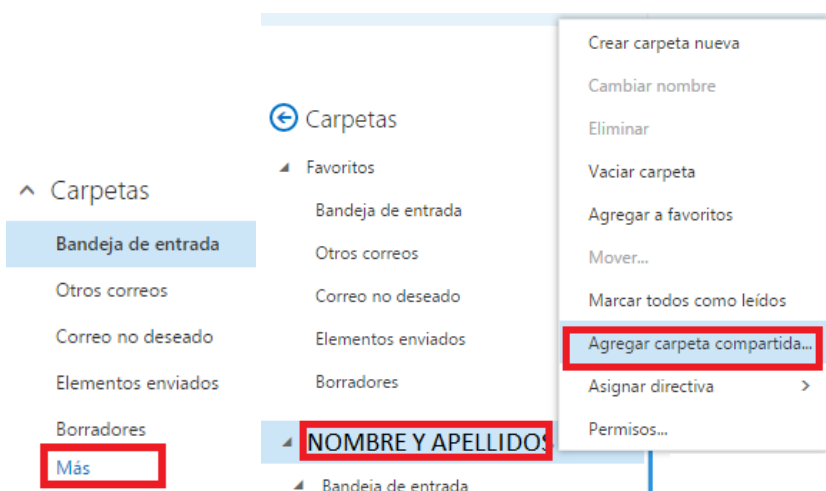 Carpetas
Bandeja de entrada
Otros correos
Correo no deseado
Elementos enviados
Borradores
Más
Carpetas
Favoritos
Bandeja de entrada
Otros correos
Correo no deseado
Elementos enviados
Borradores
NOMBRE Y APELLIDOS
Bandeja de entrada
Crear carpeta nueva
Cambiar nombre
Eliminar
Vaciar carpeta
Agregar a favoritos
Mover...
Marcar todos como leídos
Agregar carpeta compartida...
Asignar directiva
Permisos...